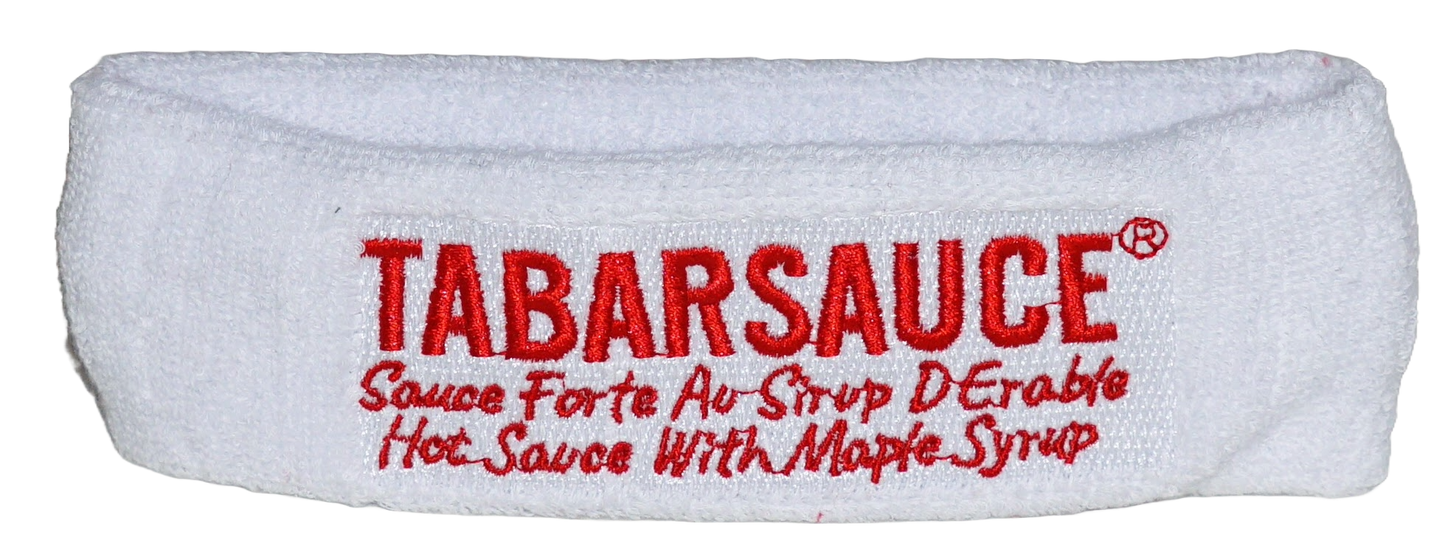 TABARSAUCE®
Sauce Forte Au Sirup D Erable
Hot Sauce With Maple Syrup